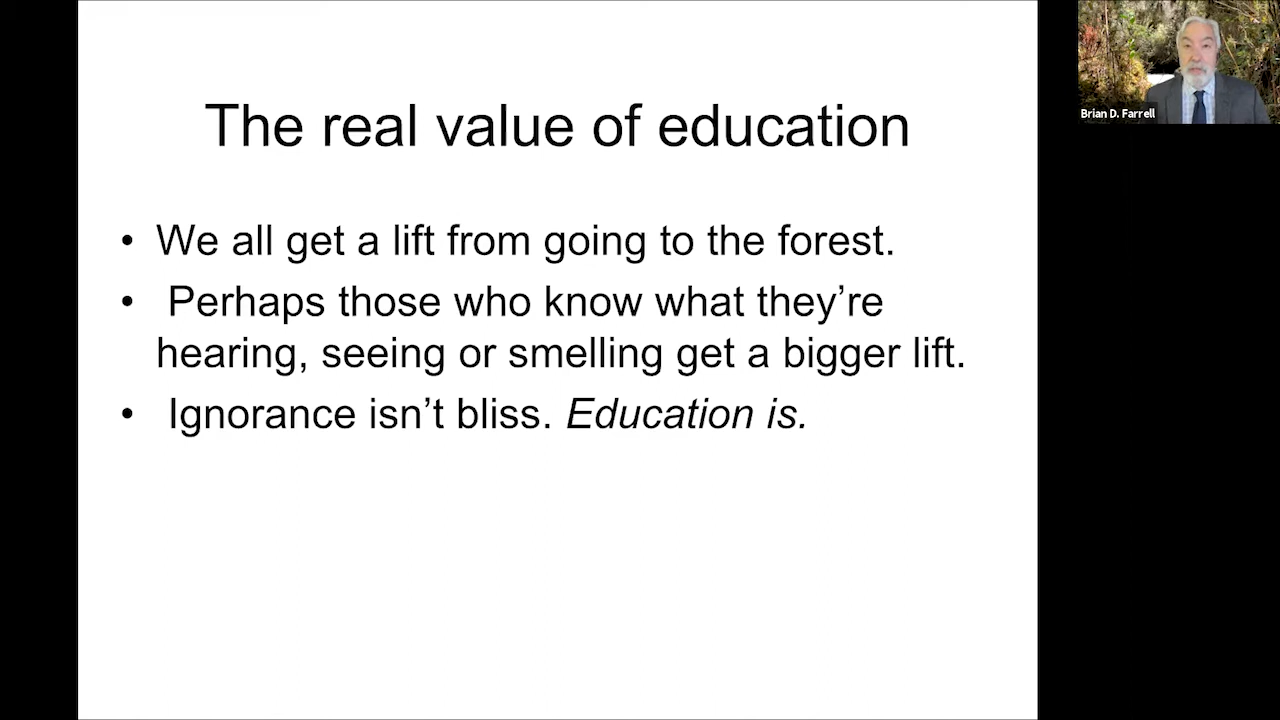 The real value of education
• We all get a lift from going to the forest.
• Perhaps those who know what they’re
hearing, seeing or smelling get a bigger lift.
• Ignorance isn’t bliss. Education is.
Brian D. Farrell